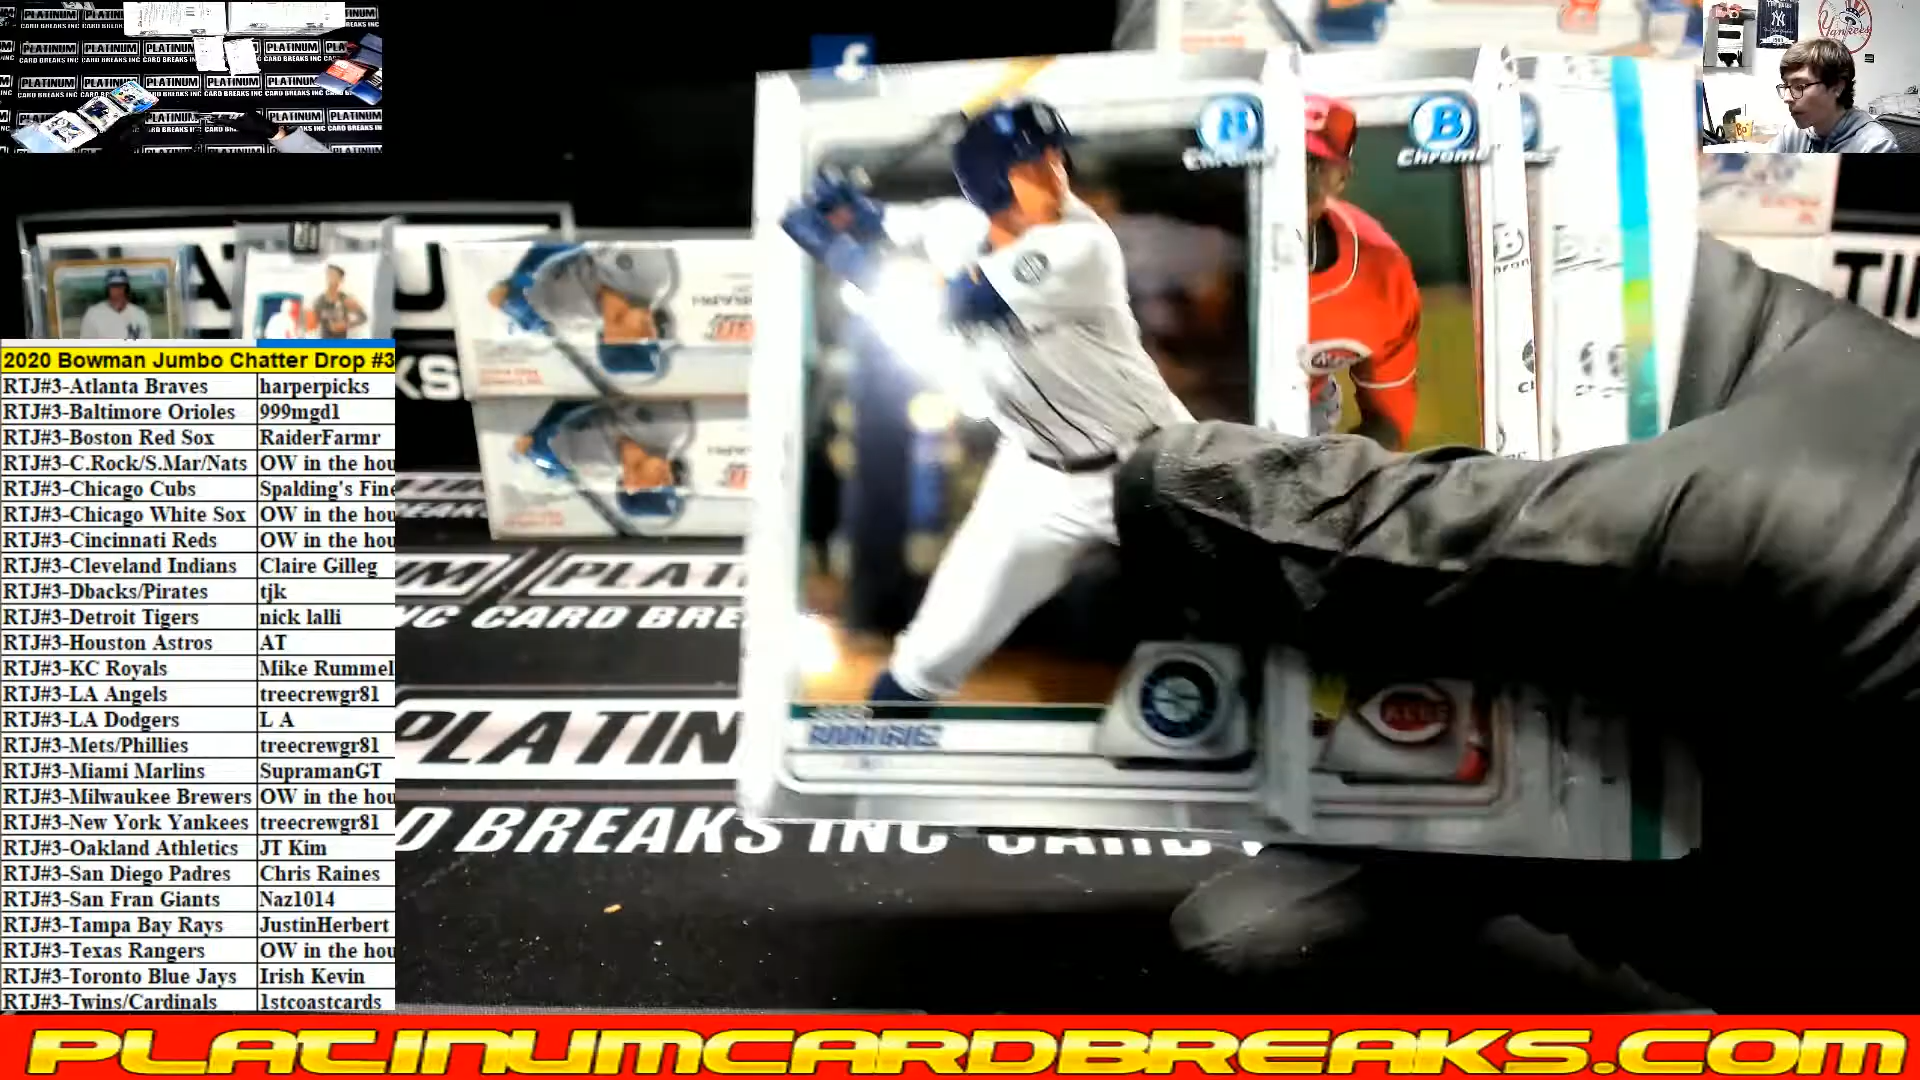 2020 Bowman Jumbo Chatter Drop #3
RTJ#3-Atlanta Braves harperpicks
RTJ#3-Baltimore Orioles 999mgd1
RTJ#3-Boston Red Sox RaiderFarmr
RTJ#3-C.Rock/S.Mar/Nats OW in the hou
RTJ#3-Chicago Cubs Spalding's Fine
RTJ#3-Chicago White Sox OW in the hou
RTJ#3-Cincinnati Reds OW in the hou
RTJ#3-Cleveland Indians Claire Gilleg
RTJ#3-Dbacks/Pirates tjk
RTJ#3-Detroit Tigers nick lalli
RTJ#3-Houston Astros AT
RTJ#3-KC Royals Mike Rummel
RTJ#3-LA Angels treecrewgr81
RTJ#3-LA Dodgers L A
RTJ#3-Mets/Phillies treecrewgr81
RTJ#3-Miami Marlins SupramanGT
RTJ#3-Milwaukee Brewers OW in the hou
RTJ#3-New York Yankees treecrewgr81
RTJ#3-Oakland Athletics JT Kim
RTJ#3-San Diego Padres Chris Raines
RTJ#3-San Fran Giants Naz1014
RTJ#3-Tampa Bay Rays JustinHerbert
RTJ#3-Texas Rangers OW in the hou
RTJ#3-Toronto Blue Jays Irish Kevin
RTJ#3-Twins/Cardinals 1stcoastcards
Chrome
Chrome
RODRIGUEZ
REDS
PLATINUM
CARD BREAKS INC
Yankees
PLATIN
D BREAKS INC CARD
PLATINUMCARDBREAKS.COM